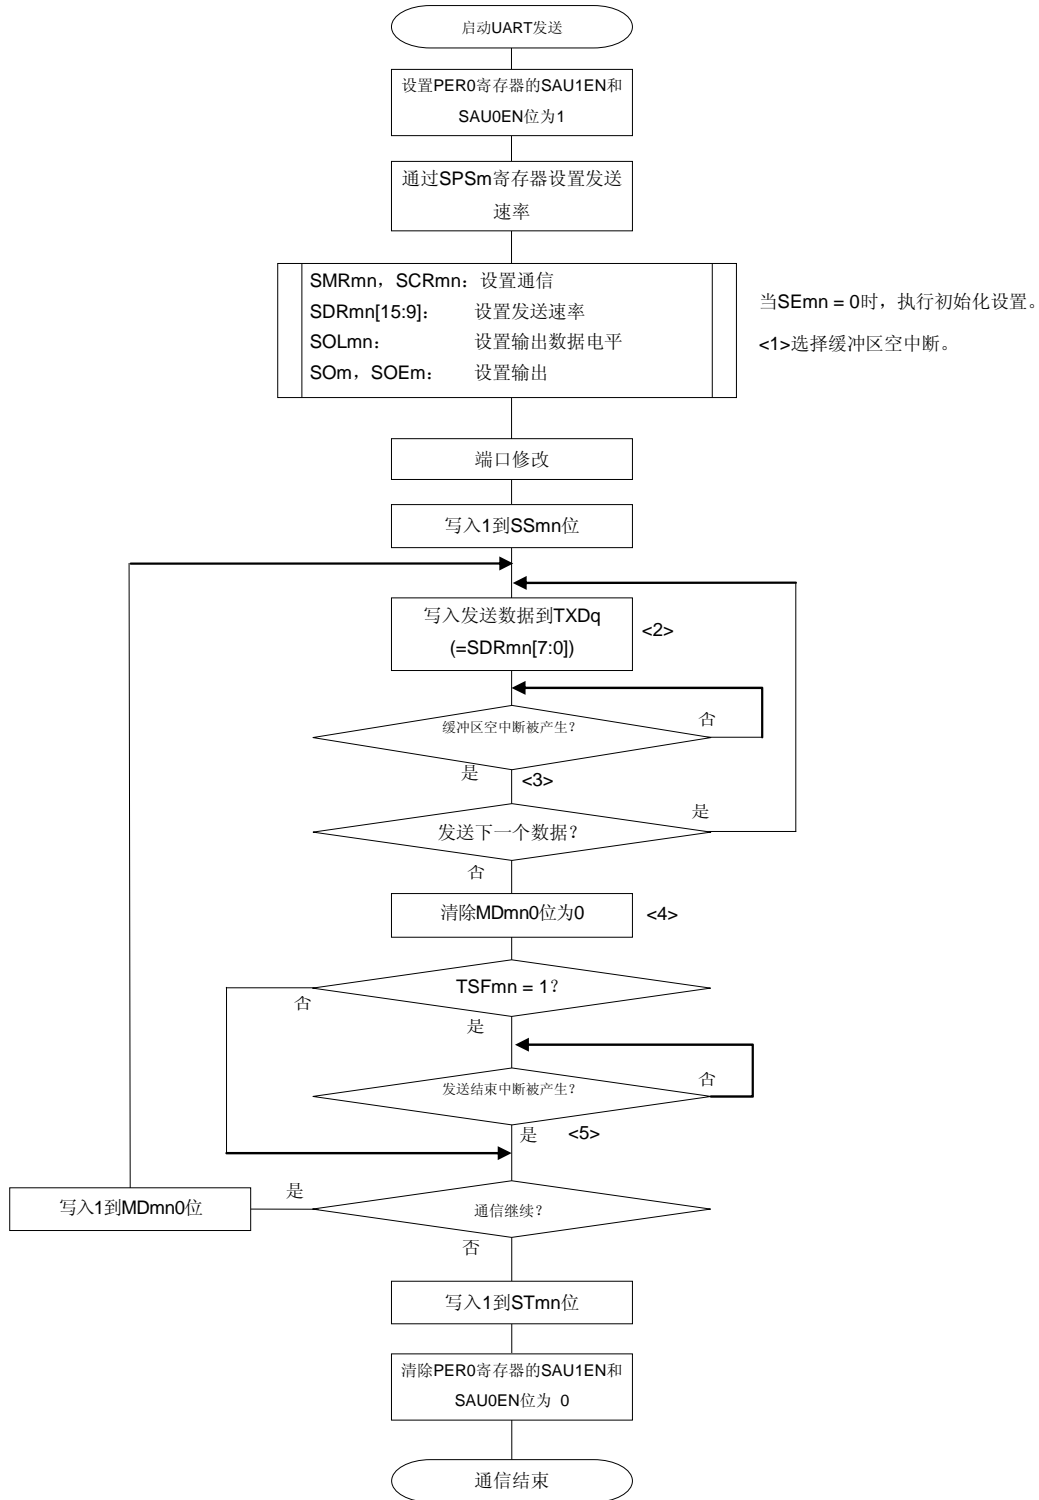 启动UART发送
设置PER0寄存器的SAU1EN和
SAU0EN位为1
通过SPSm寄存器设置发送
速率
SMRmn，SCRmn：设置通信
SDRmn[15:9]： 设置发送速率
SOLmn： 设置输出数据电平
SOm，SOEm： 设置输出
当SEmn = 0时，执行初始化设置。
<1>选择缓冲区空中断。
端口修改
写入1到SSmn位
写入发送数据到TXDq
(=SDRmn[7:0])
<2>
缓冲区空中断被产生？
否
是
<3>
发送下一个数据？
是
否
清除MDmn0位为0
<4>
TSFmn = 1？
否
是
发送结束中断被产生？
否
是
<5>
通信继续？
是
写入1到MDmn0位
否
写入1到STmn位
清除PER0寄存器的SAU1EN和
SAU0EN位为 0
通信结束